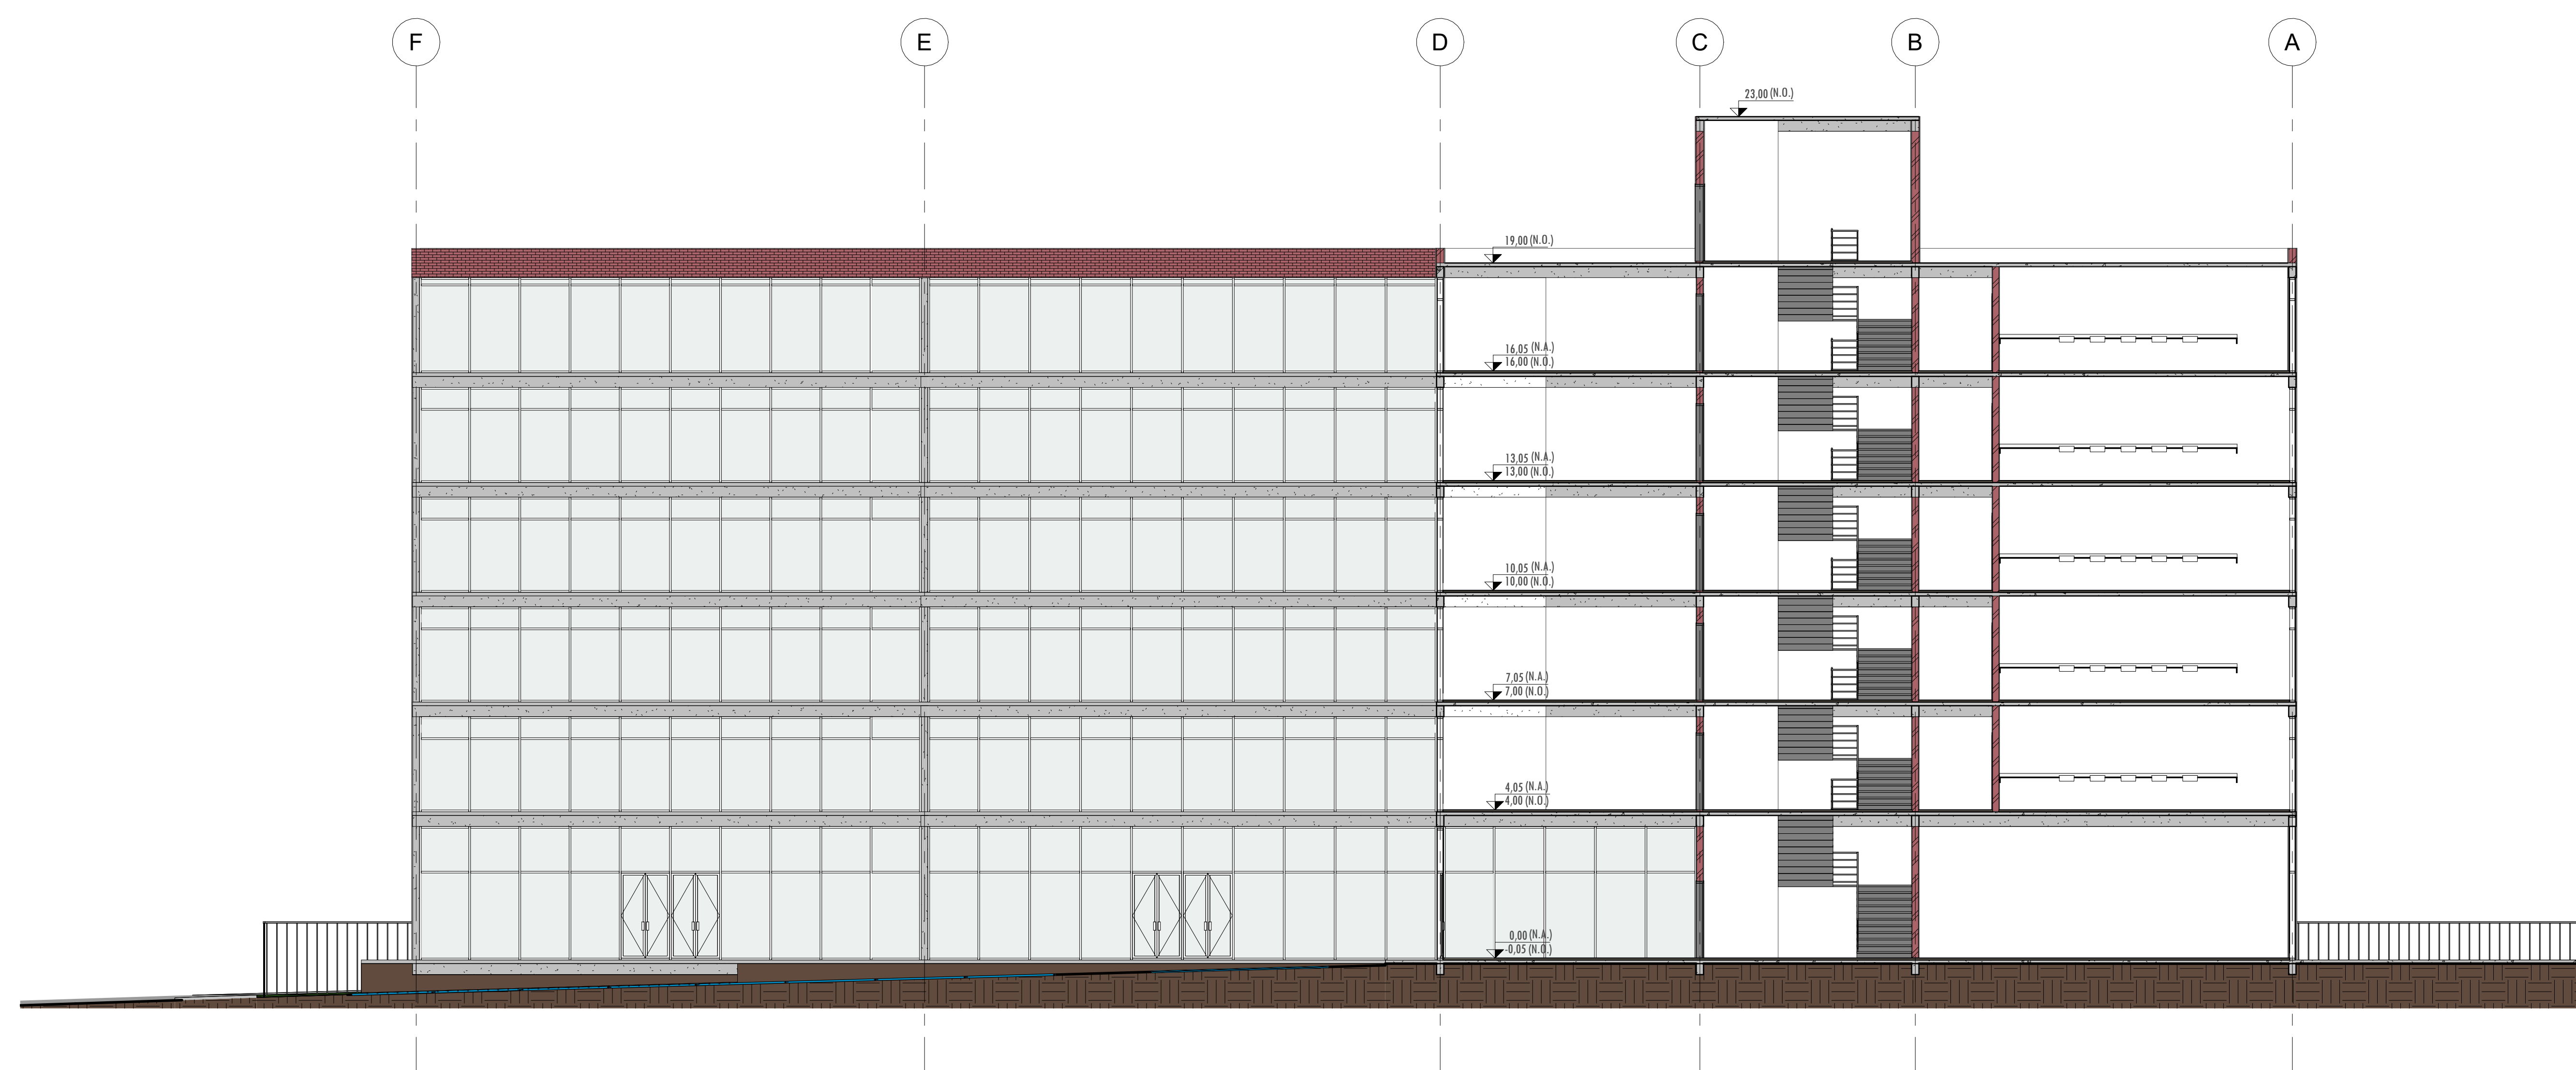 F
E
D
C
B
A
23,00 (N.O.)
19,00 (N.O.)
16,05 (N.A.)
16,00 (N.O.)
13,05 (N.A.)
13,00 (N.O.)
10,05 (N.A.)
10,00 (N.O.)
7,05 (N.A.)
7,00 (N.O.)
4,05 (N.A.)
4,00 (N.O.)
0,00 (N.A.)
-0,05 (N.O.)